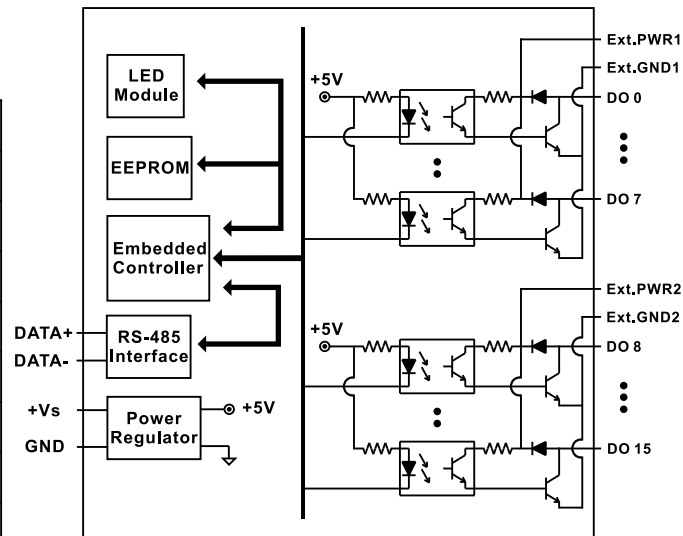 LED
Module
EEPROM
Embedded
Controller
RS-485
Interface
DATA+
DATA-
+Vs
GND
Power
Regulator
+5V
+5V
Ext.PWR1
Ext.GND1
DO 0
DO 7
+5V
Ext.PWR2
Ext.GND2
DO 8
DO 15